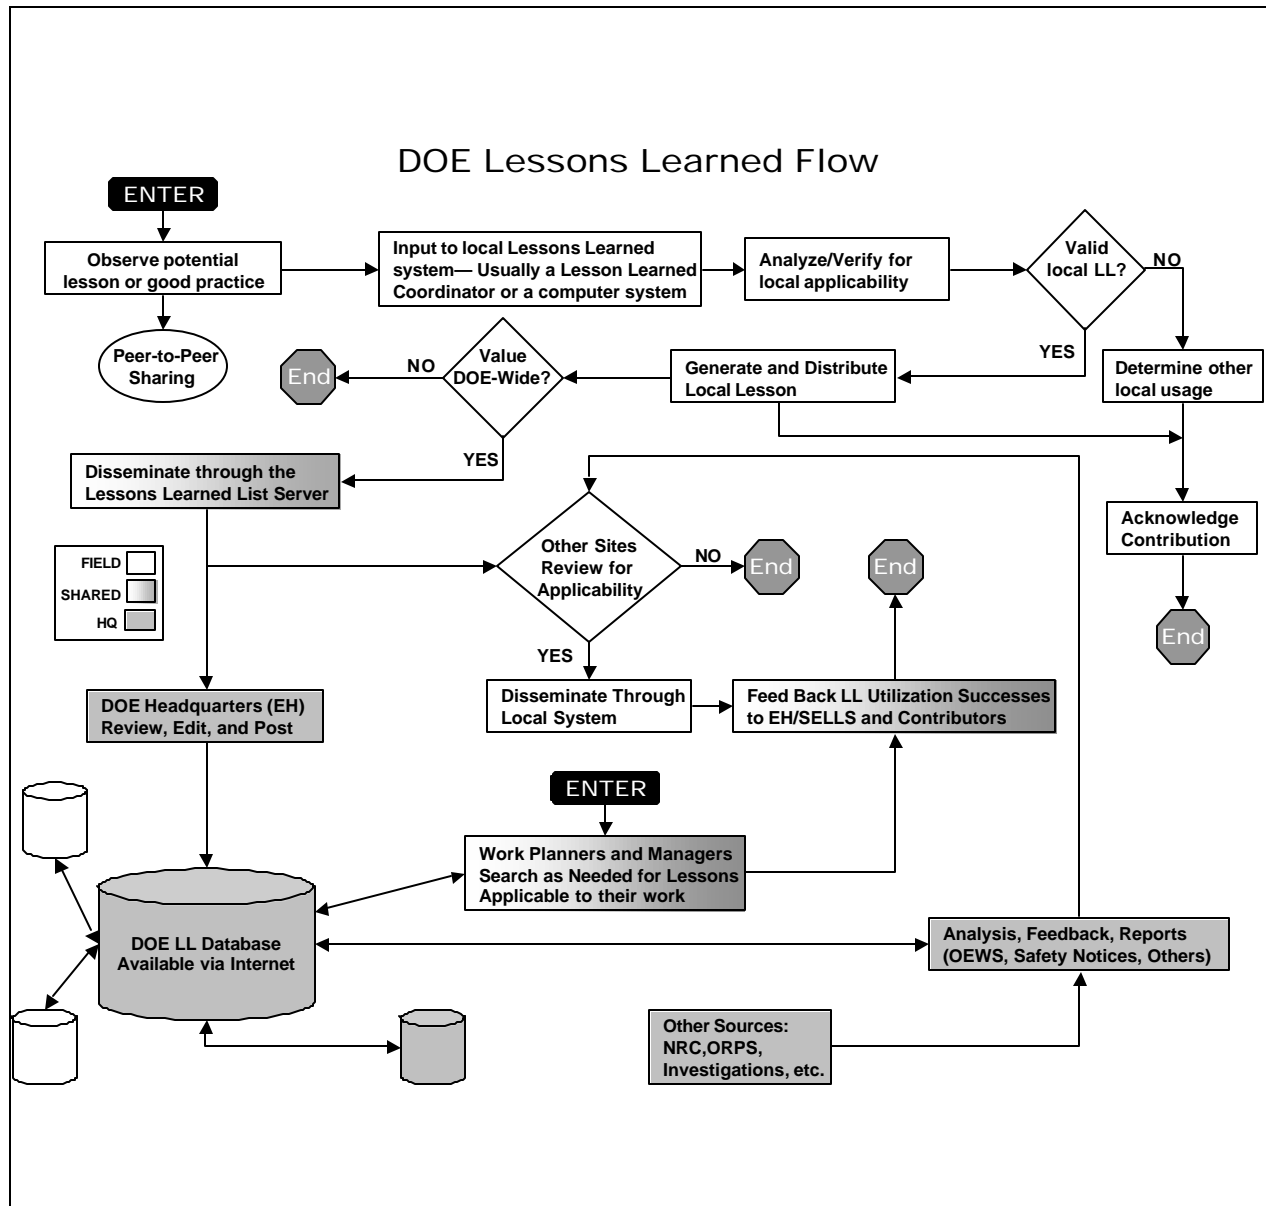 DOE Lessons Learned Flow
ENTER
Observe potential
lesson or good practice
Input to local Lessons Learned
system— Usually a Lesson Learned
Coordinator or a computer system
Analyze/Verify for
local applicability
Valid
local LL?
NO
YES
Peer-to-Peer
Sharing
End
NO
Value
DOE-Wide?
Generate and Distribute
Local Lesson
Determine other
local usage
YES
Disseminate through the
Lessons Learned List Server
Acknowledge
Contribution
End
FIELD
SHARED
HQ
Other Sites
Review for
Applicability
NO
End
End
YES
Disseminate Through
Local System
Feed Back LL Utilization Successes
to EH/SELLS and Contributors
DOE Headquarters (EH)
Review, Edit, and Post
ENTER
Work Planners and Managers
Search as Needed for Lessons
Applicable to their work
DOE LL Database
Available via Internet
Analysis, Feedback, Reports
(OEWS, Safety Notices, Others)
Other Sources:
NRC,ORPS,
Investigations, etc.